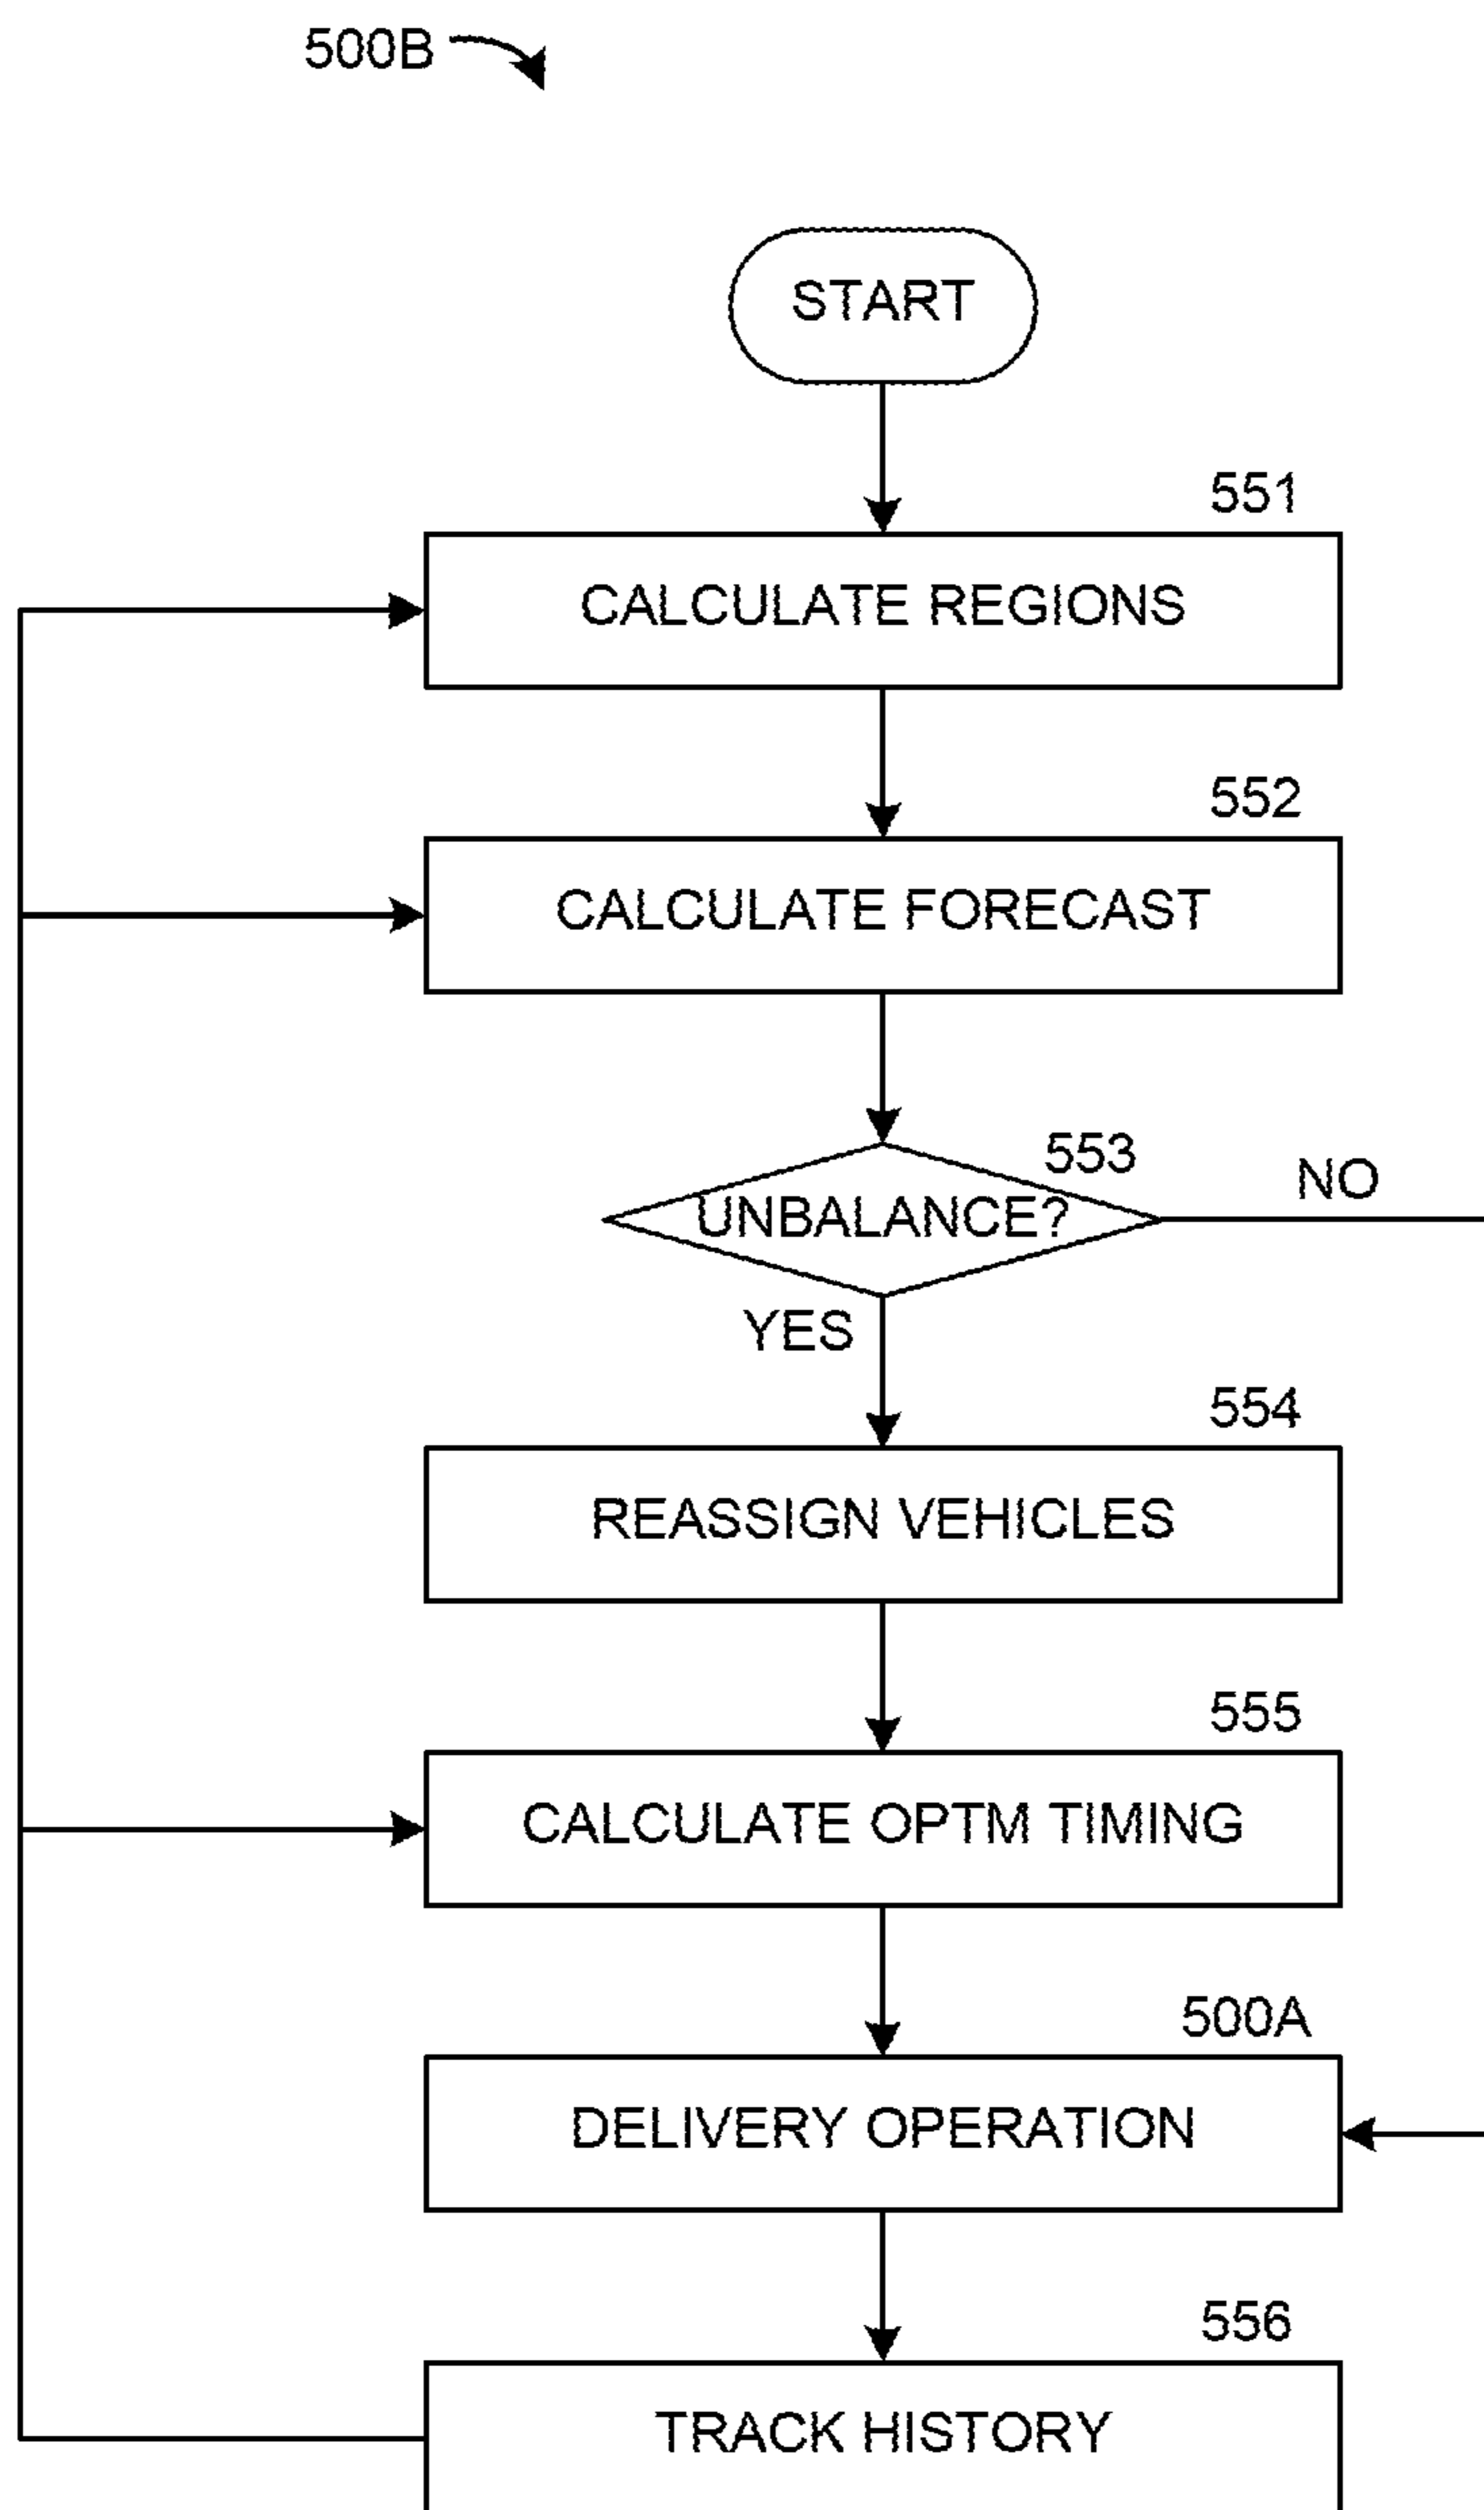 500B
START
551
CALCULATE REGIONS
552
CALCULATE FORECAST
553
NO
UNBALANCE?
YES
554
REASSIGN VEHICLES
555
CALCULATE OPTM TIMING
500A
DELIVERY OPERATION
556
TRACK HISTORY